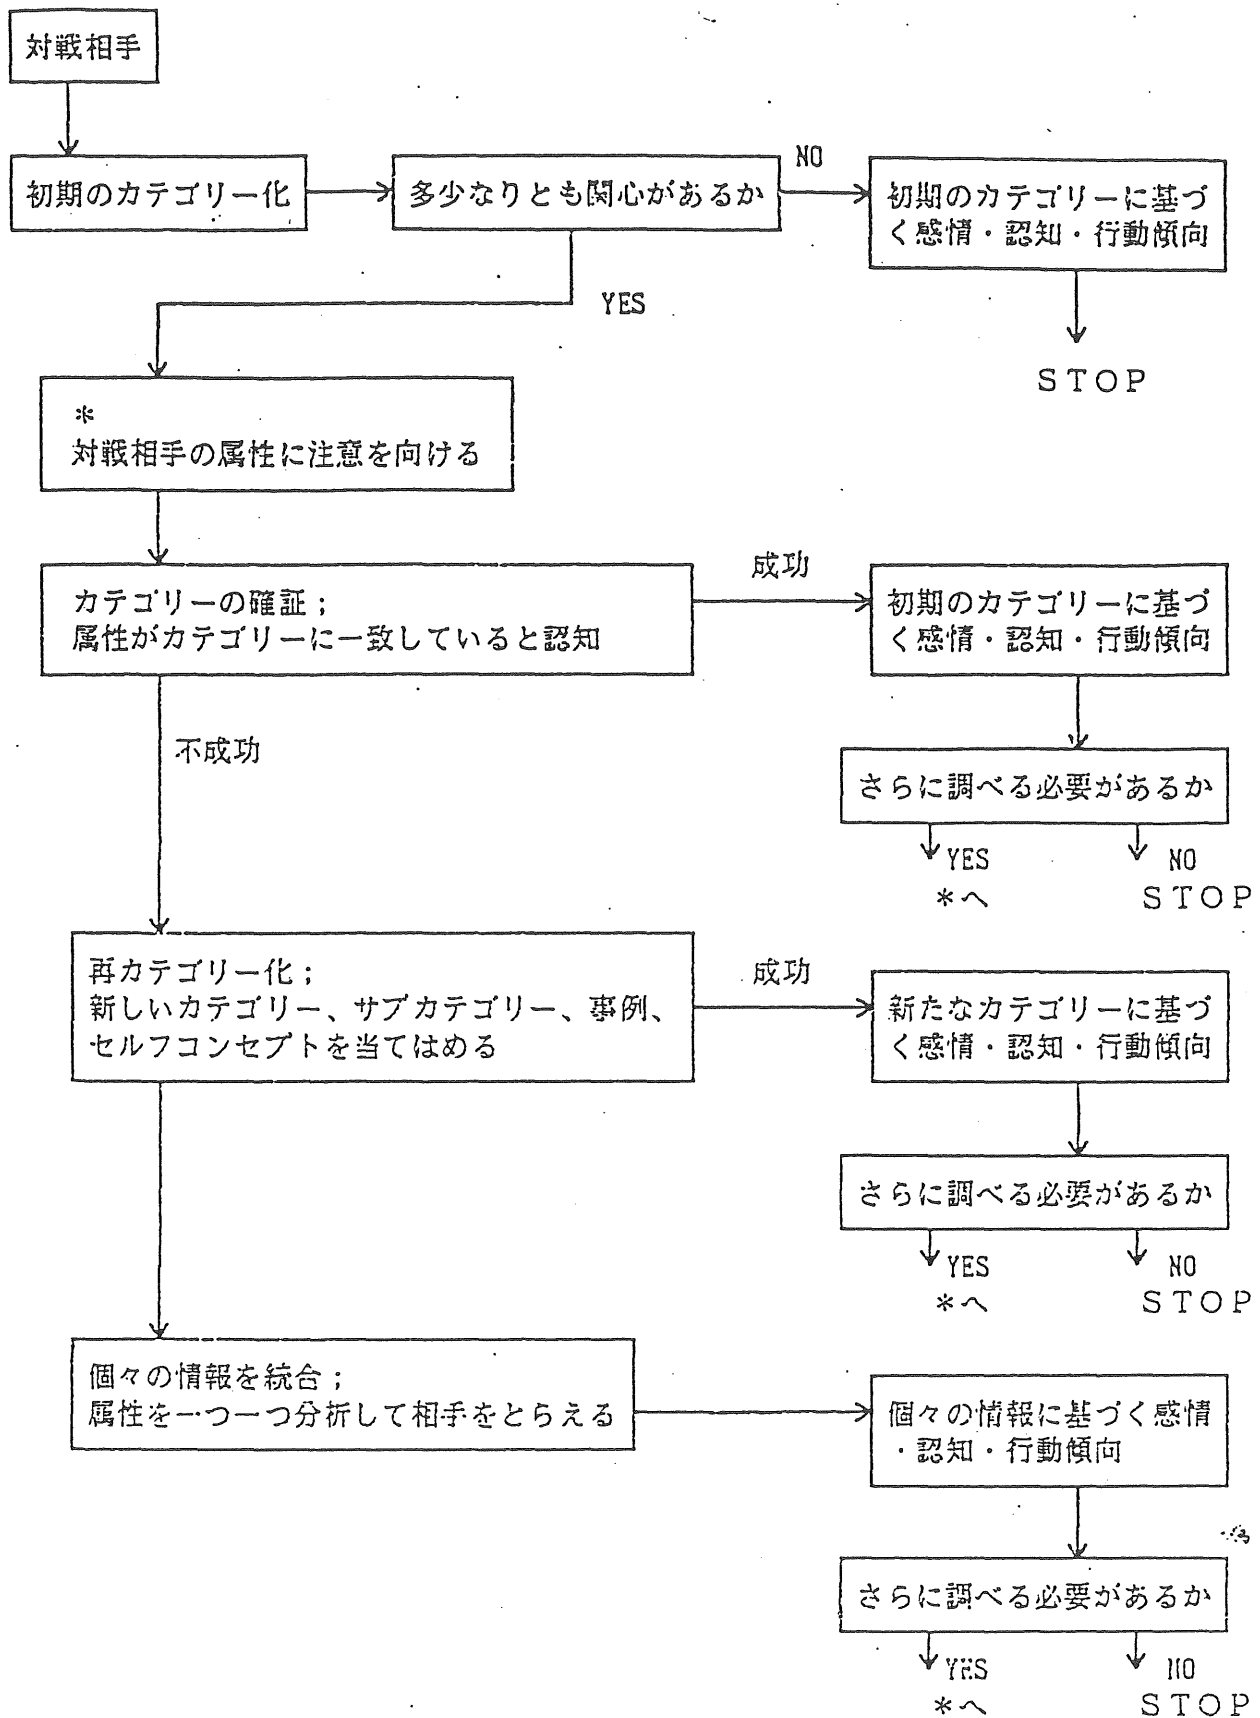 対戦相手
初期のカテゴリー化
多少なりとも関心があるか
NO
初期のカテゴリーに基づ
く感情・認知・行動傾向
STOP
YES
*
対戦相手の属性に注意を向ける
カテゴリーの確証;
属性がカテゴリーに一致していると認知
成功
初期のカテゴリーに基づ
く感情・認知・行動傾向
さらに調べる必要があるか
YES
NO
*へ
STOP
不成功
再カテゴリー化;
新しいカテゴリー、サブカテゴリー、事例、
セルフコンセプトを当てはめる
成功
新たなカテゴリーに基づ
く感情・認知・行動傾向
さらに調べる必要があるか
YES
NO
*へ
STOP
個々の情報を統合;
属性を一つ一つ分析して相手をとらえる
個々の情報に基づく感情
・認知・行動傾向
さらに調べる必要があるか
YES
NO
*へ
STOP